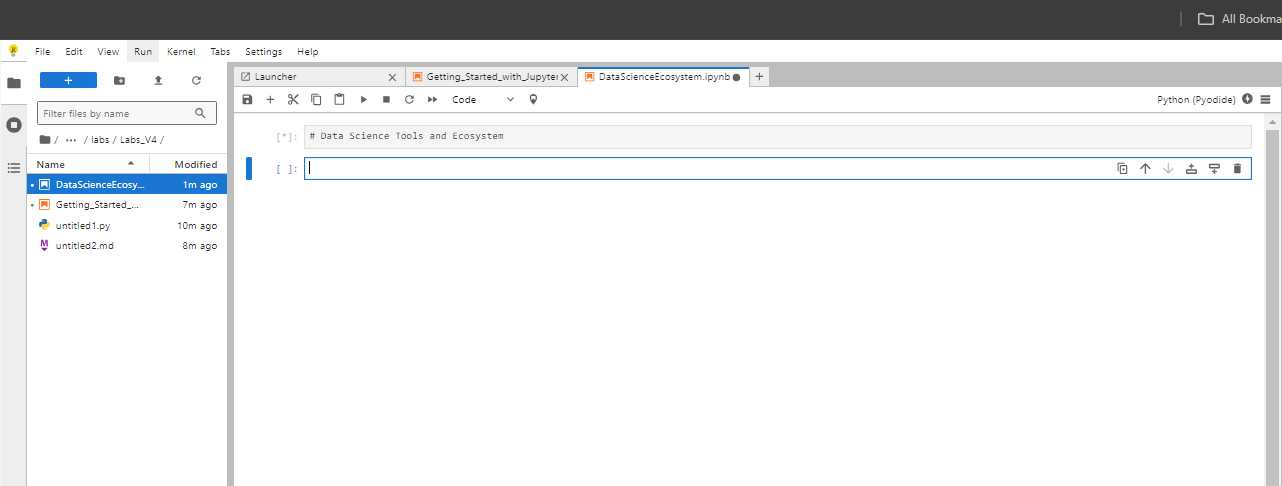 All Bookma
File Edit View Run Kernel Tabs Settings Help
Launcher
Getting_Started_with_Jupyter
DataScienceEcosystem.ipynb
Code
Python (Pyodide)
Filter files by name
/ ... / labs / Labs_V4 /
Name Modified
DataScienceEcosy... 1m ago
Getting_Started_... 7m ago
untitled1.py 10m ago
untitled2.md 8m ago
[*]: # Data Science Tools and Ecosystem
[ ]: